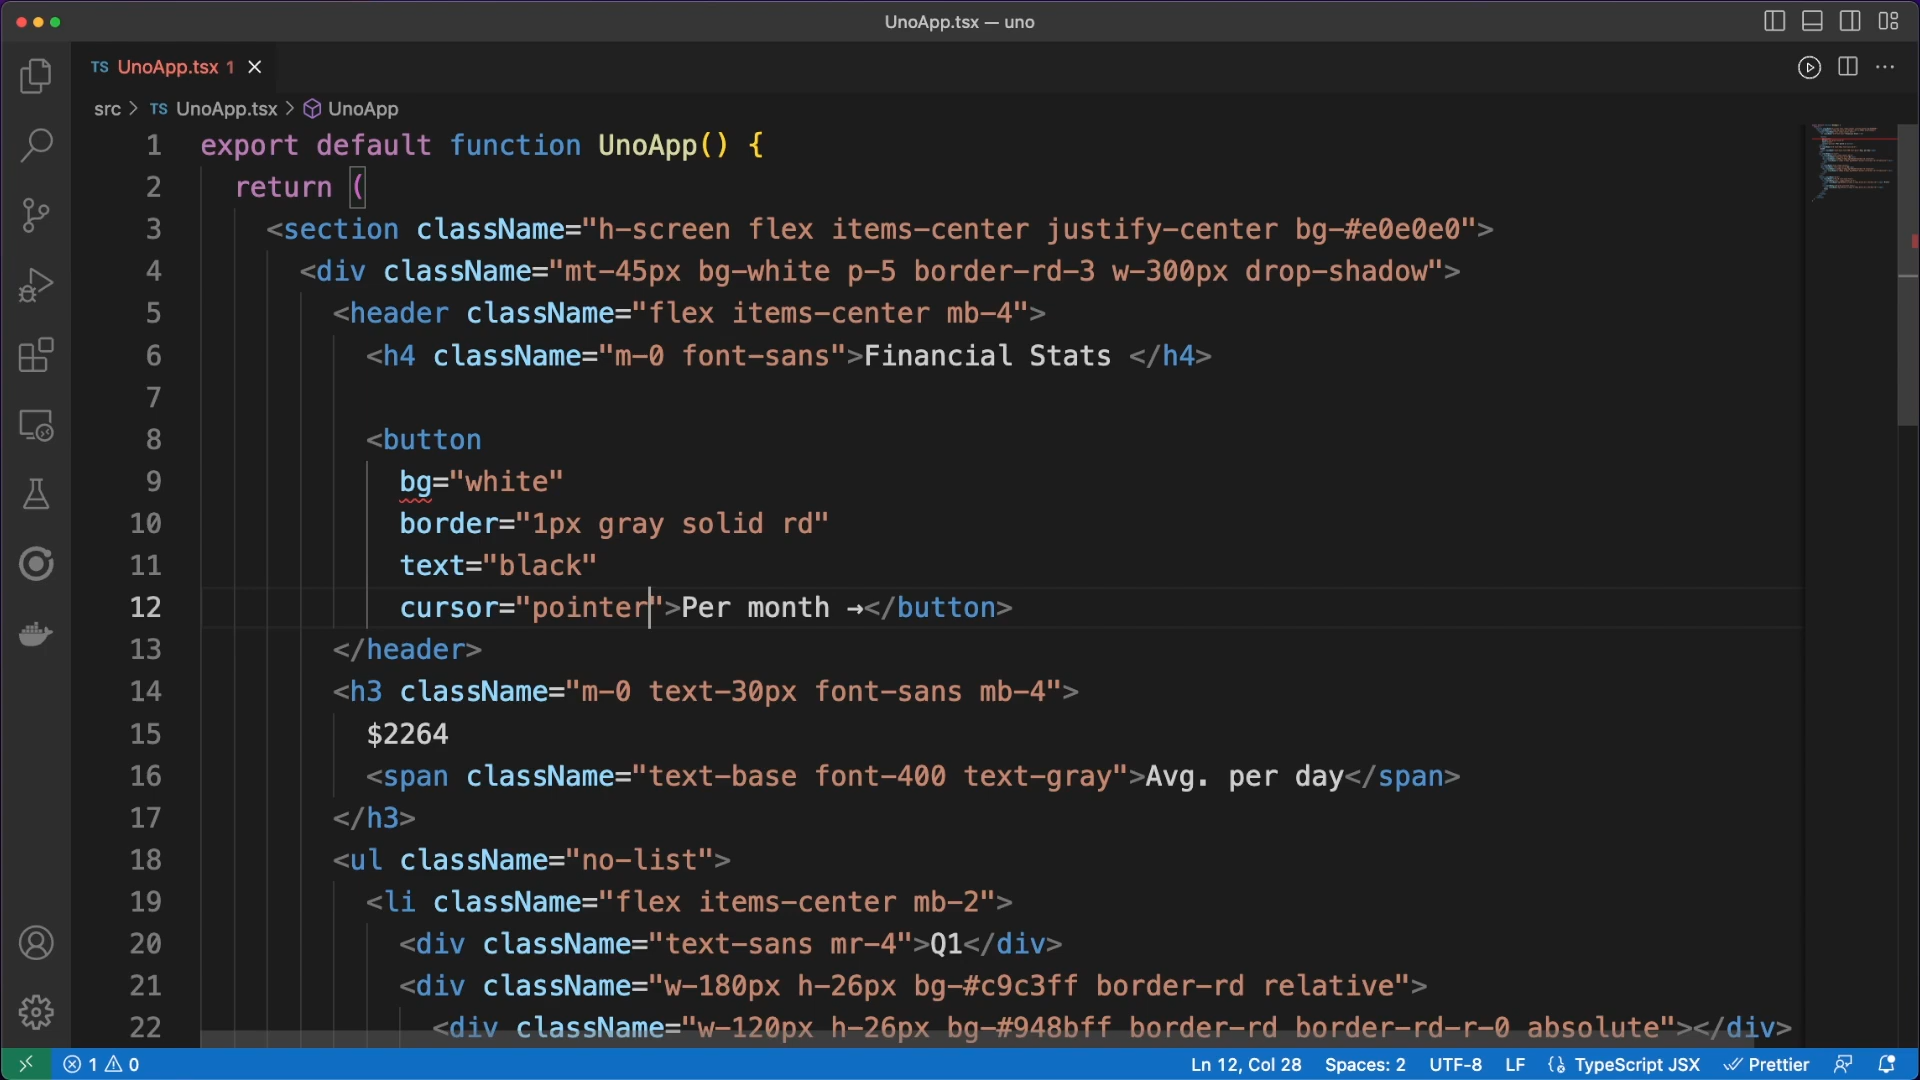 UnoApp.tsx — uno
TS UnoApp.tsx 1
src > TS UnoApp.tsx > UnoApp
1 export default function UnoApp() {
2 return (
3 <section className="h-screen flex items-center justify-center bg-#e0e0e0">
4 <div className="mt-45px bg-white p-5 border-rd-3 w-300px drop-shadow">
5 <header className="flex items-center mb-4">
6 <h4 className="m-0 font-sans">Financial Stats </h4>
7
8 <button
9 bg="white"
10 border="1px gray solid rd"
11 text="black"
12 cursor="pointer">Per month →</button>
13 </header>
14 <h3 className="m-0 text-30px font-sans mb-4">
15 $2264
16 <span className="text-base font-400 text-gray">Avg. per day</span>
17 </h3>
18 <ul className="no-list">
19 <li className="flex items-center mb-2">
20 <div className="text-sans mr-4">Q1</div>
21 <div className="w-180px h-26px bg-#c9c3ff border-rd relative">
22 <div className="w-120px h-26px bg-#948bff border-rd border-rd-r-0 absolute"></div>
1 0 Ln 12, Col 28 Spaces: 2 UTF-8 LF TypeScript JSX Prettier